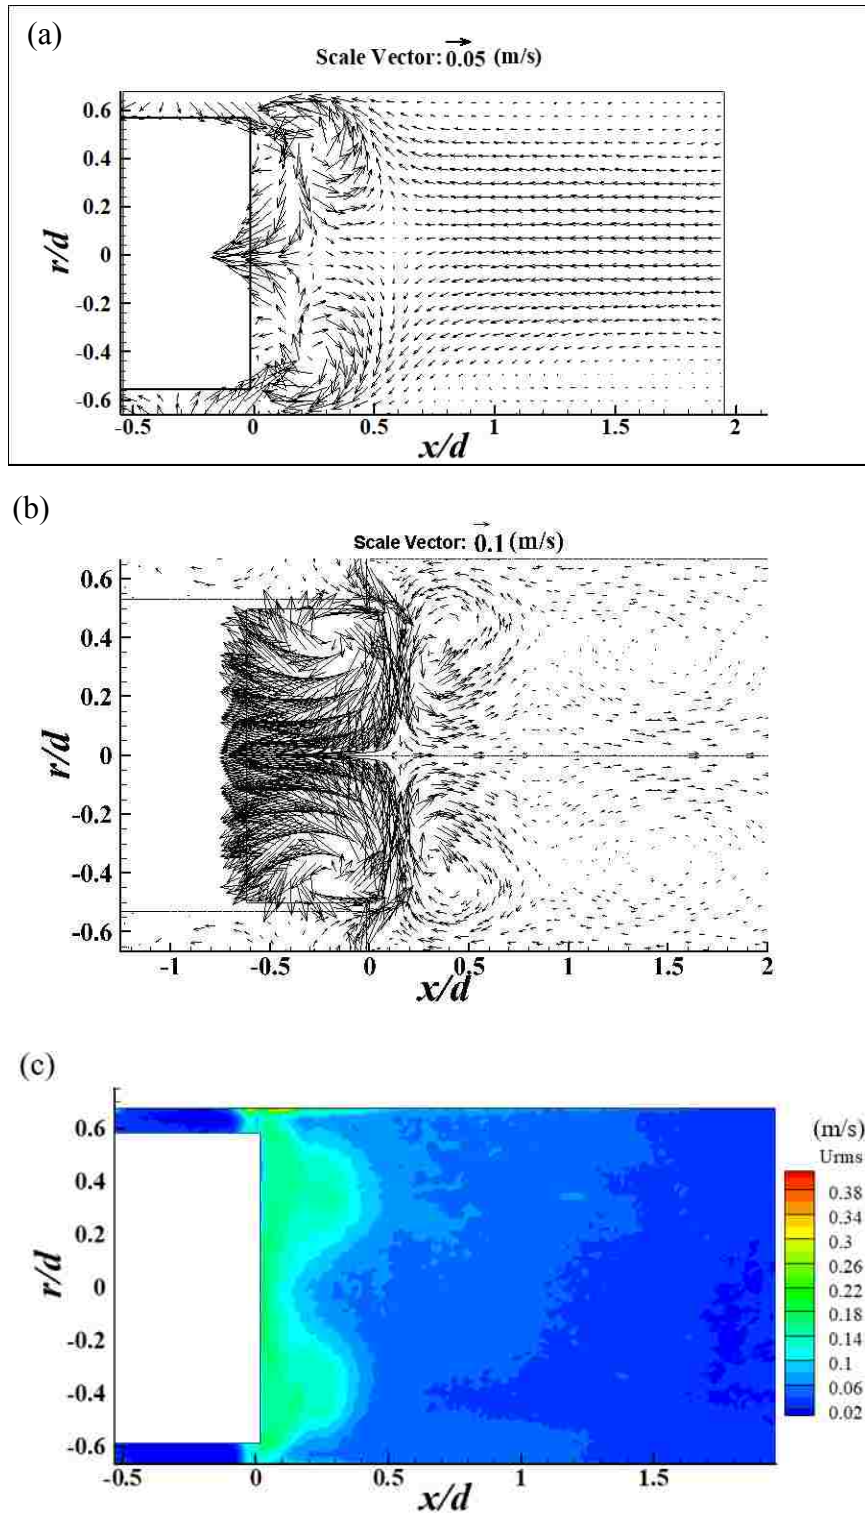 (a)
Scale Vector: 0.05 (m/s)
0.6
0.4
0.2
0
-0.2
-0.4
-0.6
r/d
-0.5 0 0.5 1 1.5 2
x/d
(b)
Scale Vector: 0.1 (m/s)
0.6
0.4
0.2
0
-0.2
-0.4
-0.6
r/d
-1 -0.5 0 0.5 1 1.5 2
x/d
(c)
0.6
0.4
0.2
0
-0.2
-0.4
-0.6
r/d
-0.5 0 0.5 1 1.5
x/d
(m/s)
Urms
0.38
0.34
0.3
0.26
0.22
0.18
0.14
0.1
0.06
0.02